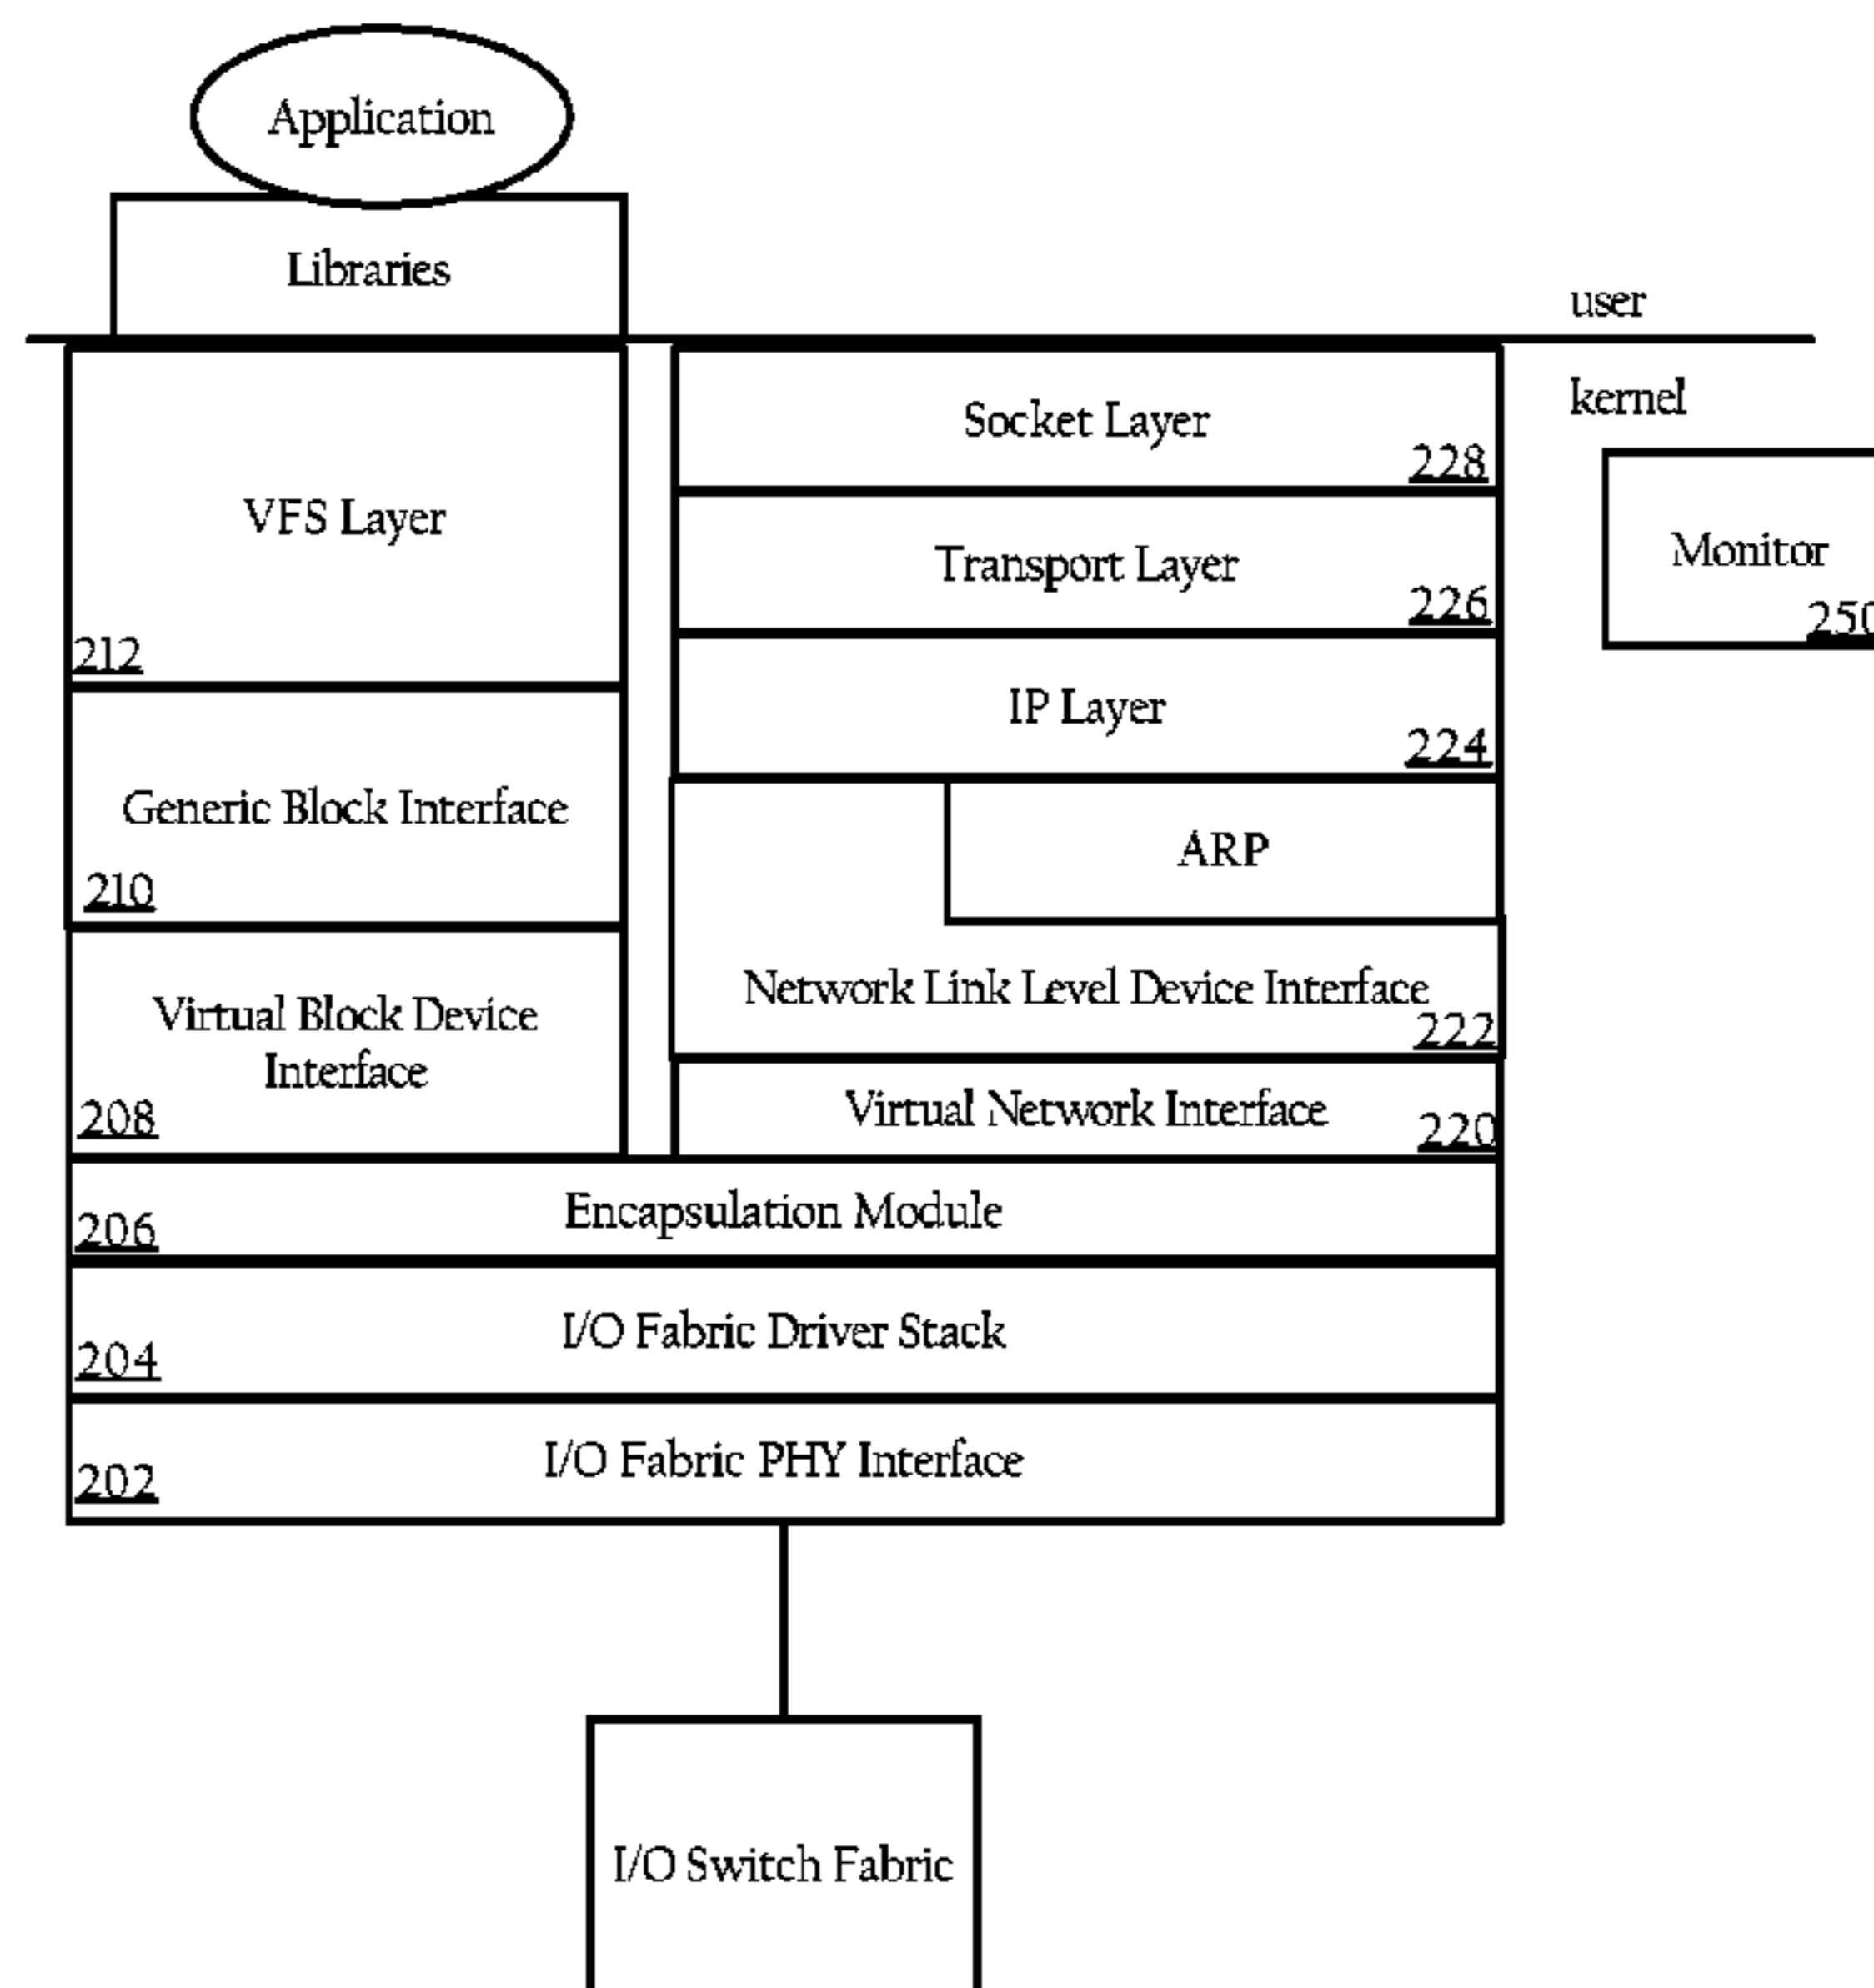 Application
Libraries
user
kernel
VFS Layer
212
Generic Block Interface
210
Virtual Block Device
Interface
208
Socket Layer
228
Transport Layer
226
IP Layer
224
ARP
Network Link Level Device Interface
222
Virtual Network Interface
220
Monitor
250
Encapsulation Module
206
I/O Fabric Driver Stack
204
I/O Fabric PHY Interface
202
I/O Switch Fabric